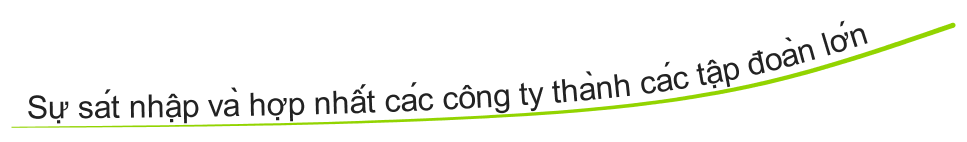 Sự sát nhập và hợp nhất các công ty thành các tập đoàn lớn